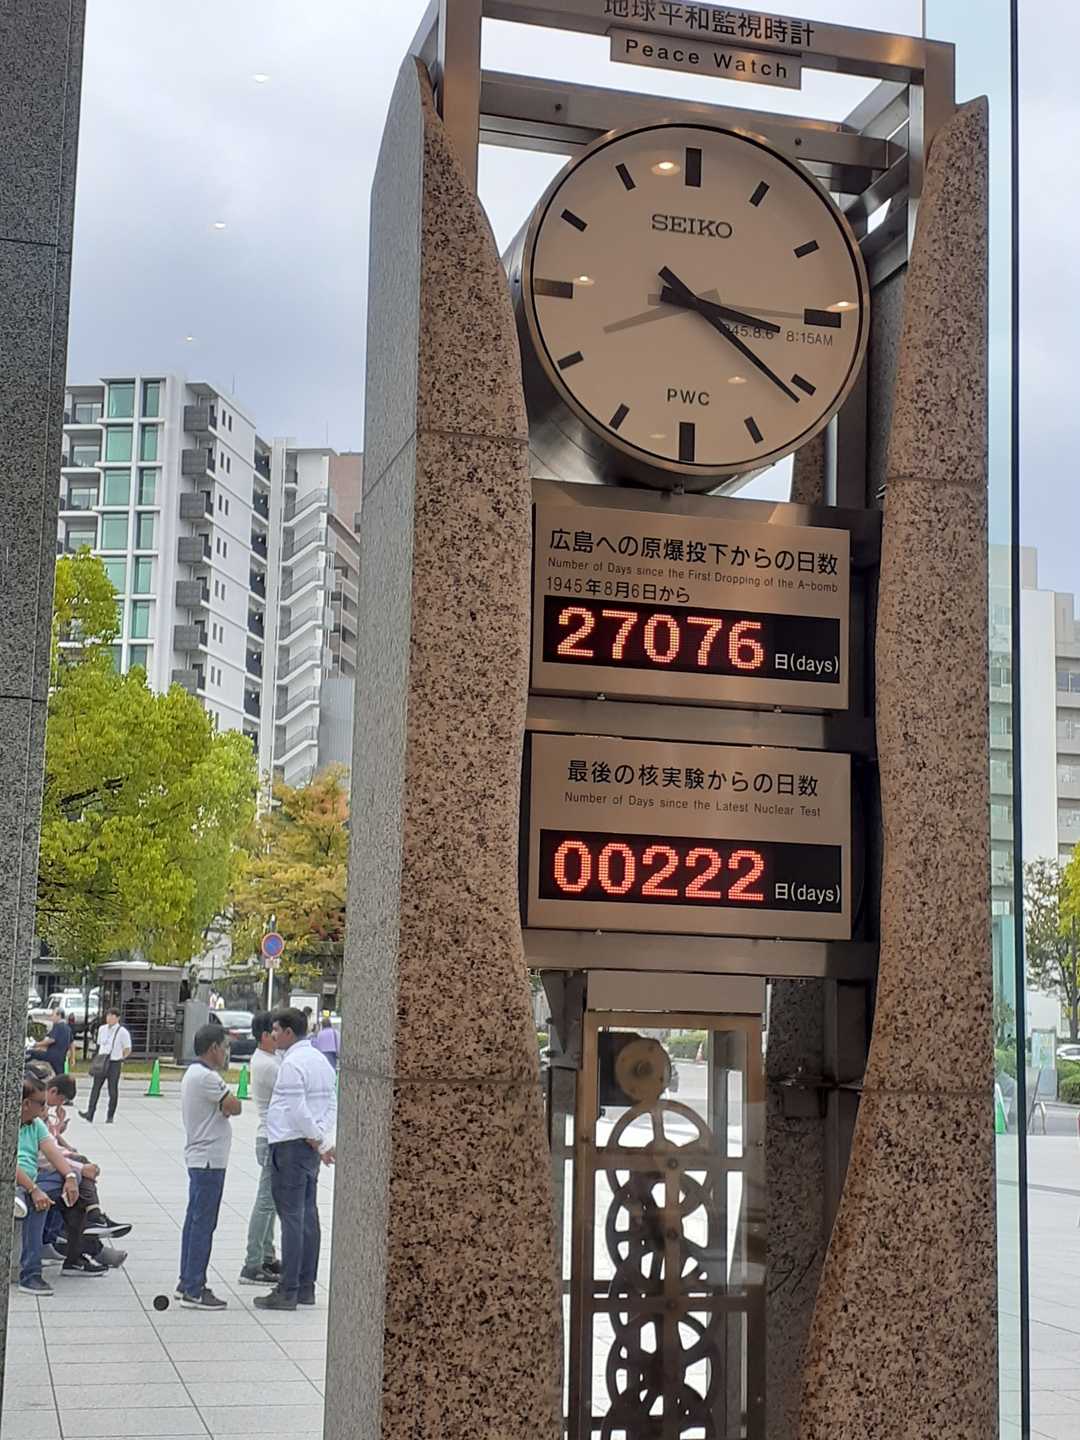 地球平和監視時計
Peace Watch
SEIKO
1945.8.6 8:15AM
PWC
広島への原爆投下からの日数
Number of Days since the First Dropping of the A-bomb
1945年8月6日から
27076 日(days)
最後の核実験からの日数
Number of Days since the Latest Nuclear Test
00222 日(days)